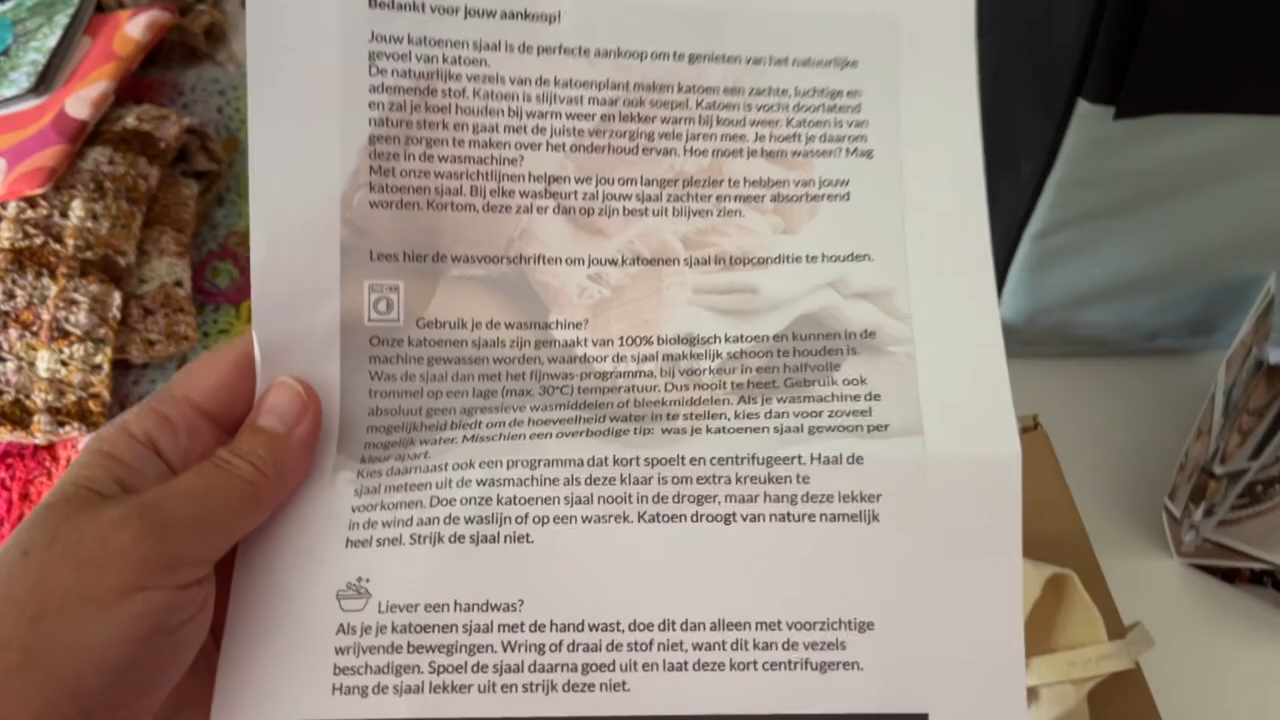 Bedankt voor jouw aankoop!
Jouw katoenen sjaal is de perfecte aankoop om te genieten van het natuurlijke
gevoel van katoen.
De natuurlijke vezels van de katoenplant maken katoen een zachte, luchtige en
ademende stof. Katoen is slijtvast maar ook soepel. Katoen is vocht doorlatend
en zal je koel houden bij warm weer en lekker warm bij koud weer. Katoen is van
nature sterk en gaat met de juiste verzorging vele jaren mee. Je hoeft je daarom
geen zorgen te maken over het onderhoud ervan. Hoe moet je hem wassen? Mag
deze in de wasmachine?
Met onze wasrichtlijnen helpen we jou om langer plezier te hebben van jouw
katoenen sjaal. Bij elke wasbeurt zal jouw sjaal zachter en meer absorberend
worden. Kortom, deze zal er dan op zijn best uit blijven zien.
Lees hier de wasvoorschriften om jouw katoenen sjaal in topconditie te houden.
Gebruik je de wasmachine?
Onze katoenen sjaals zijn gemaakt van 100% biologisch katoen en kunnen in de
machine gewassen worden, waardoor de sjaal makkelijk schoon te houden is.
Was de sjaal dan met het fijnwas-programma, bij voorkeur in een halfvolle
trommel op een lage (max. 30°C) temperatuur. Dus nooit te heet. Gebruik ook
absoluut geen agressieve wasmiddelen of bleekmiddelen. Als je wasmachine de
mogelijkheid biedt om de hoeveelheid water in te stellen, kies dan voor zoveel
mogelijk water. Misschien een overbodige tip: was je katoenen sjaal gewoon per
kleur apart.
Kies daarnaast ook een programma dat kort spoelt en centrifugeert. Haal de
sjaal meteen uit de wasmachine als deze klaar is om extra kreuken te
voorkomen. Doe onze katoenen sjaal nooit in de droger, maar hang deze lekker
in de wind aan de waslijn of op een wasrek. Katoen droogt van nature namelijk
heel snel. Strijk de sjaal niet.
Liever een handwas?
Als je je katoenen sjaal met de hand wast, doe dit dan alleen met voorzichtige
wrijvende bewegingen. Wring of draai de stof niet, want dit kan de vezels
beschadigen. Spoel de sjaal daarna goed uit en laat deze kort centrifugeren.
Hang de sjaal lekker uit en strijk deze niet.